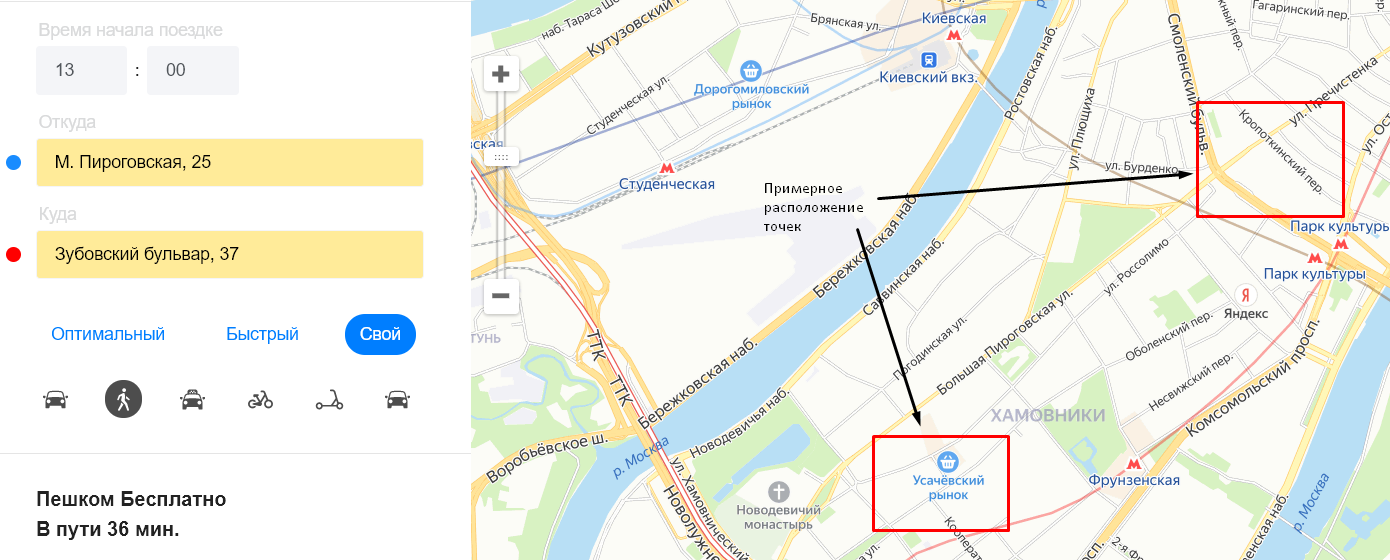 Время начала поездке
13 : 00
Откуда
М. Пироговская, 25
Куда
Зубовский бульвар, 37
Оптимальный
Быстрый
Свой
Пешком Бесплатно
В пути 36 мин.
наб. Тараса
Кутузовский
Брянская ул.
Киевская
Киевский вкз.
Дорогомиловский
рынок
Студенческая ул.
Студенческая
Ростовская наб.
ул. Плющиха
ул. Бурденко
Смоленский бульв.
Гагаринский пер.
ул. Пречистенка
Кропоткинский пер.
Парк культуры
Парк культуры
Примерное
расположение
точек
Бережковская наб.
Саввинская наб.
ул. Россолимо
Яндекс
Оболенский пер.
Погодинская ул.
Большая Пироговская ул.
Несвижский пер.
Комсомольский просп.
ТТК
ТТК
Бережковская наб.
Новодевичья наб.
ХАМОВНИКИ
Воробьёвское ш.
р. Москва
ул. Хамовнический
Новолужне
Усачёвский
рынок
Фрунзенская
Новодевичий
монастырь
Коопера
2-я Ф
р. Москва